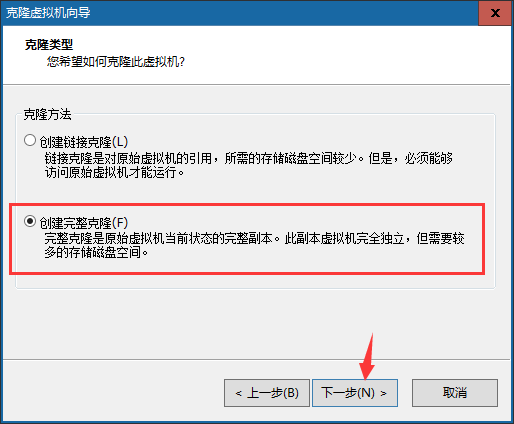 克隆虚拟机向导
x
克隆类型
您希望如何克隆此虚拟机?
克隆方法
创建链接克隆(L)
链接克隆是对原始虚拟机的引用，所需的存储磁盘空间较少。但是，必须能够
访问原始虚拟机才能运行。
创建完整克隆(F)
完整克隆是原始虚拟机当前状态的完整副本。此副本虚拟机完全独立，但需要较
多的存储磁盘空间。
< 上一步(B)
下一步(N) >
取消